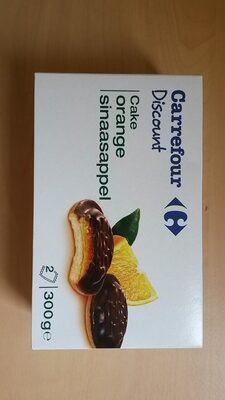 Carrefour
Discount
Cake
orange
sinaasappel
2
300g e